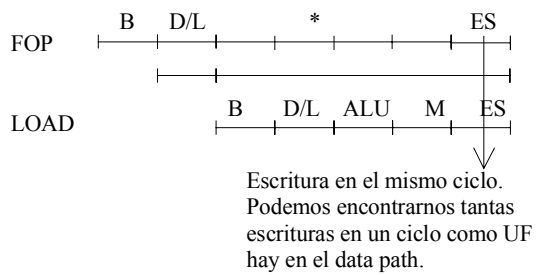 B D/L * ES
FOP
B D/L ALU M ES
LOAD
Escritura en el mismo ciclo.
Podemos encontrarnos tantas
escrituras en un ciclo como UF
hay en el data path.